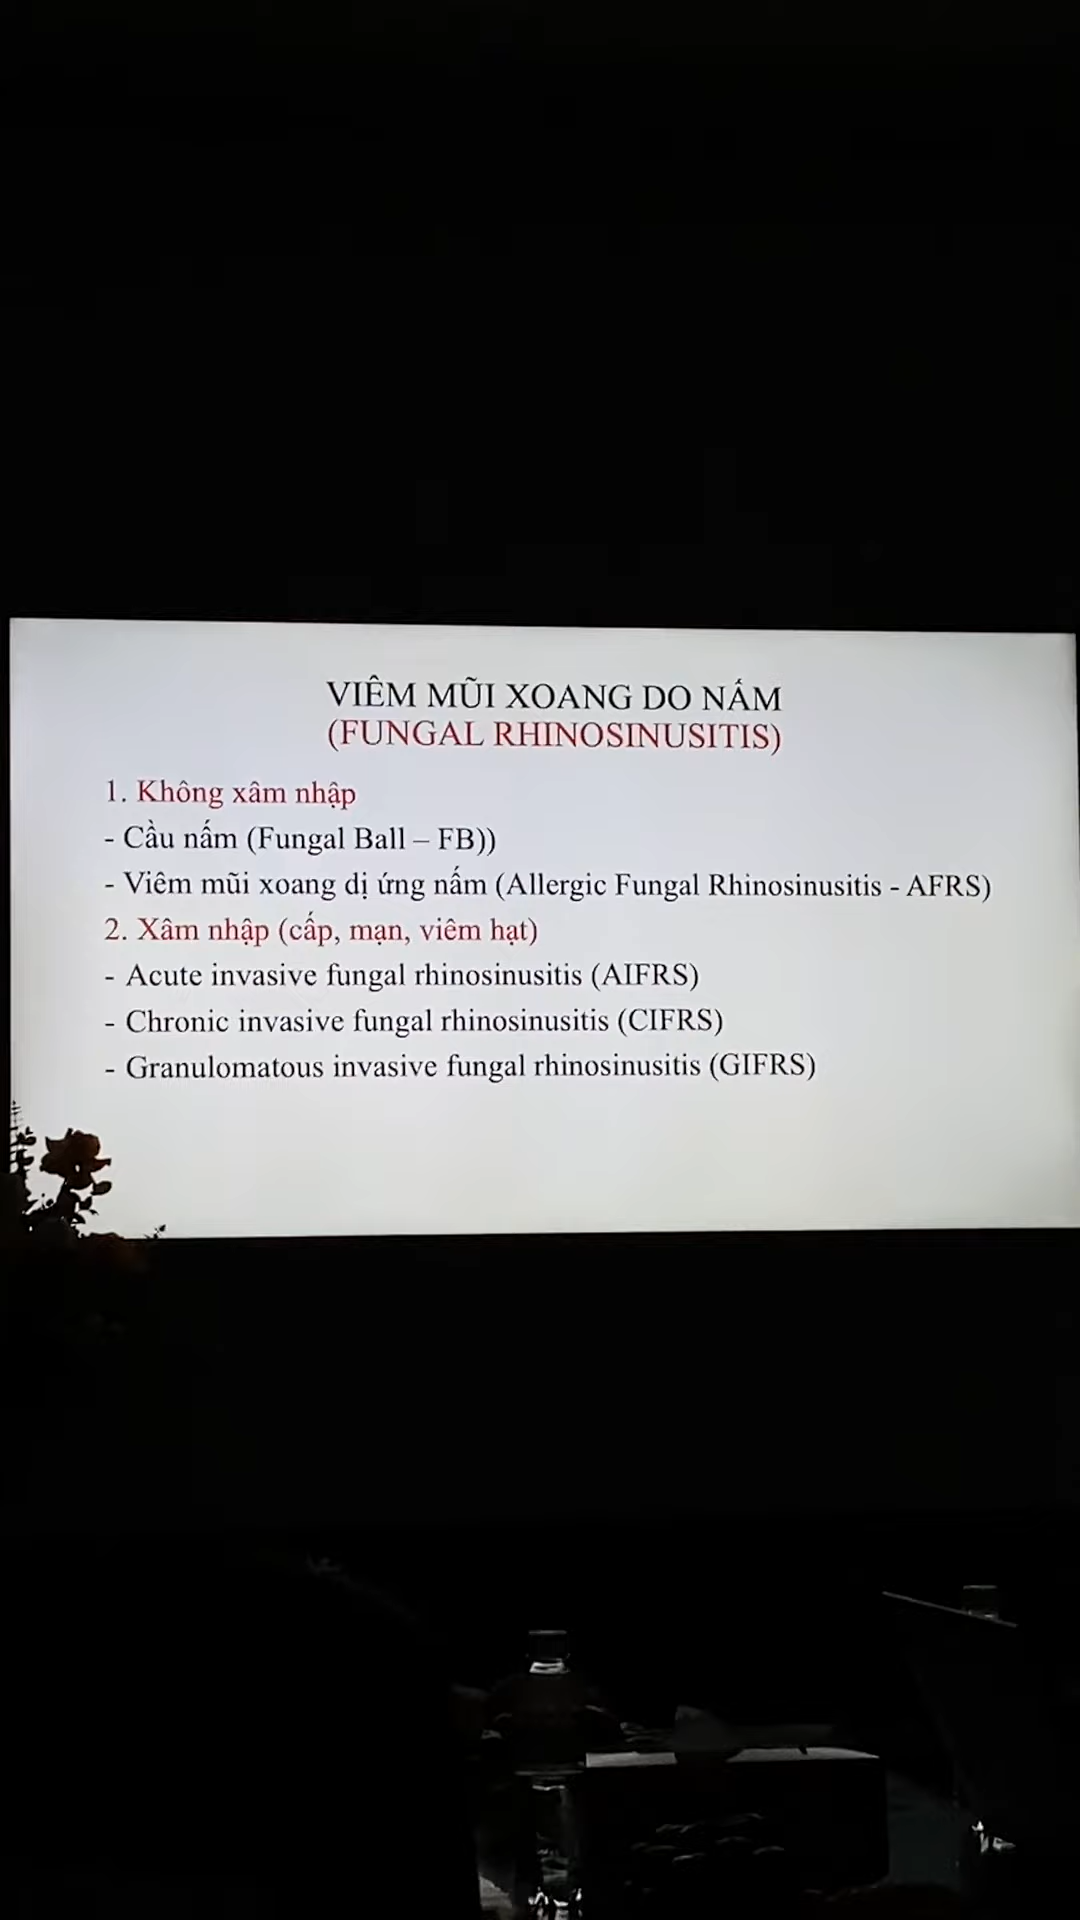 VIÊM MŨI XOANG DO NẤM
(FUNGAL RHINOSINUSITIS)
1. Không xâm nhập
- Cầu nấm (Fungal Ball – FB))
- Viêm mũi xoang dị ứng nấm (Allergic Fungal Rhinosinusitis - AFRS)
2. Xâm nhập (cấp, mạn, viêm hạt)
- Acute invasive fungal rhinosinusitis (AIFRS)
- Chronic invasive fungal rhinosinusitis (CIFRS)
- Granulomatous invasive fungal rhinosinusitis (GIFRS)